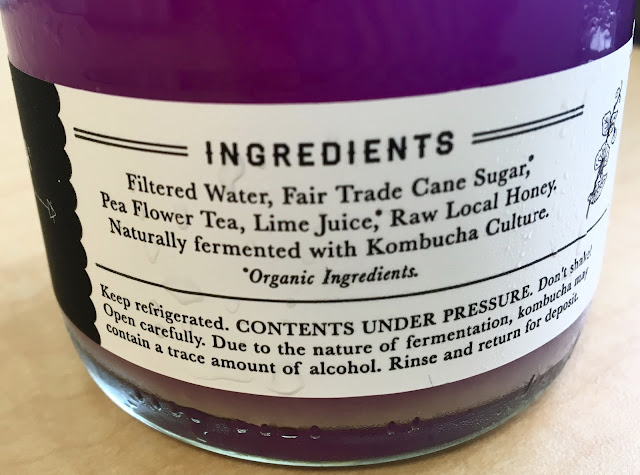 INGREDIENTS
Filtered Water, Fair Trade Cane Sugar,*
Pea Flower Tea, Lime Juice,* Raw Local Honey.
Naturally fermented with Kombucha Culture.
*Organic Ingredients.
Keep refrigerated. CONTENTS UNDER PRESSURE. Don't shake!
Open carefully. Due to the nature of fermentation, kombucha may
contain a trace amount of alcohol. Rinse and return for deposit.